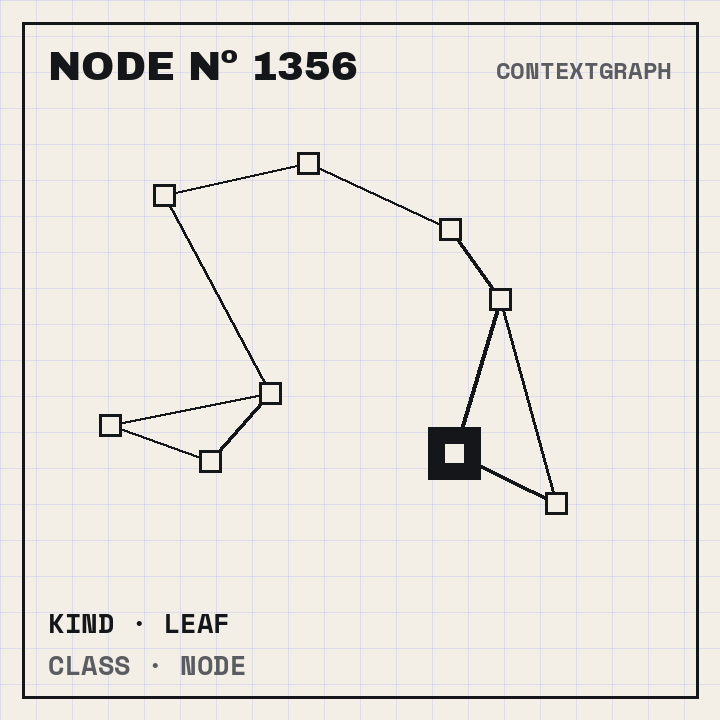 NODE Nº 1356
CONTEXTGRAPH
KIND · LEAF
CLASS · NODE